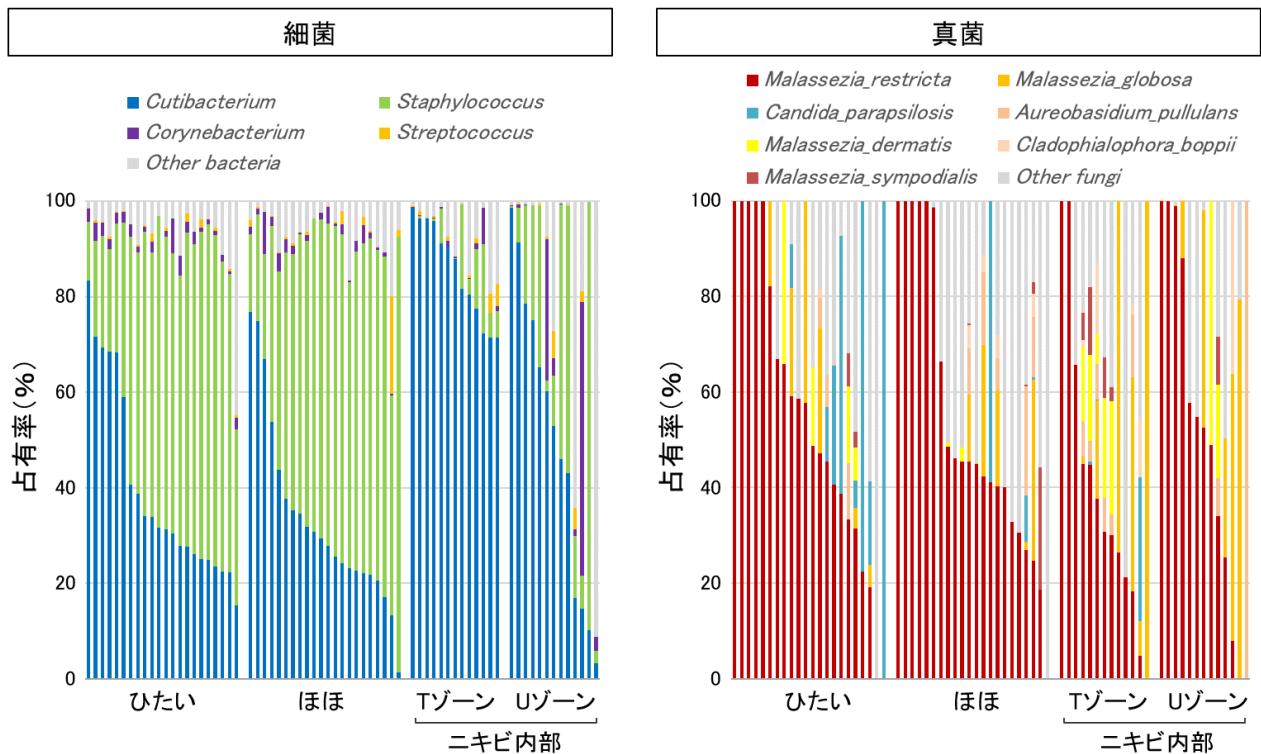 細菌
Cutibacterium
Staphylococcus
Corynebacterium
Streptococcus
Other bacteria
占有率(%)
100
80
60
40
20
0
ひたい
ほほ
Tゾーン
Uゾーン
ニキビ内部
真菌
Malassezia_restricta
Malassezia_globosa
Candida_parapsilosis
Aureobasidium_pullulans
Malassezia_dermatis
Cladophialophora_boppii
Malassezia_sympodialis
Other fungi
占有率(%)
100
80
60
40
20
0
ひたい
ほほ
Tゾーン
Uゾーン
ニキビ内部